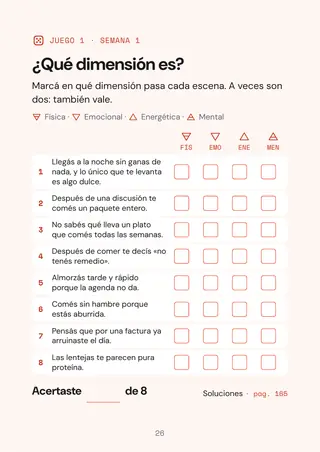 JUEGO 1 · SEMANA 1
¿Qué dimensión es?
Marcá en qué dimensión pasa cada escena. A veces son
dos: también vale.
Física · Emocional · Energética · Mental
FÍS EMO ENE MEN
1 Llegás a la noche sin ganas de
nada, y lo único que te levanta
es algo dulce.
2 Después de una discusión te
comés un paquete entero.
3 No sabés qué lleva un plato
que comés todas las semanas.
4 Después de comer te decís «no
tenés remedio».
5 Almorzás tarde y rápido
porque la agenda no da.
6 Comés sin hambre porque
estás aburrida.
7 Pensás que por una factura ya
arruinaste el día.
8 Las lentejas te parecen pura
proteína.
Acertaste de 8
Soluciones · pág. 165
26